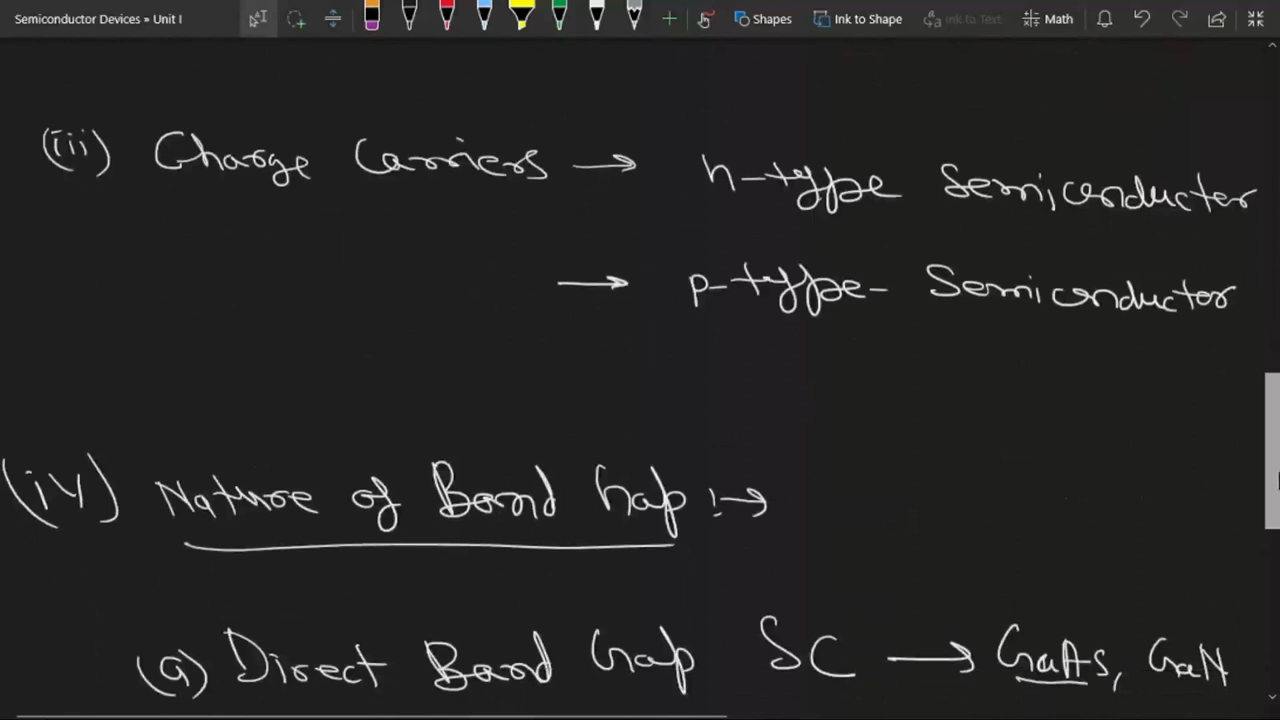 Semiconductor Devices » Unit I
Shapes
Ink to Shape
Ink to Text
Math
(iii) Charge Carriers → n-type Semiconductor
→ p-type- Semiconductor
(iv) Nature of Band Gap :→
(a) Direct Band Gap SC → GaAs, GaN